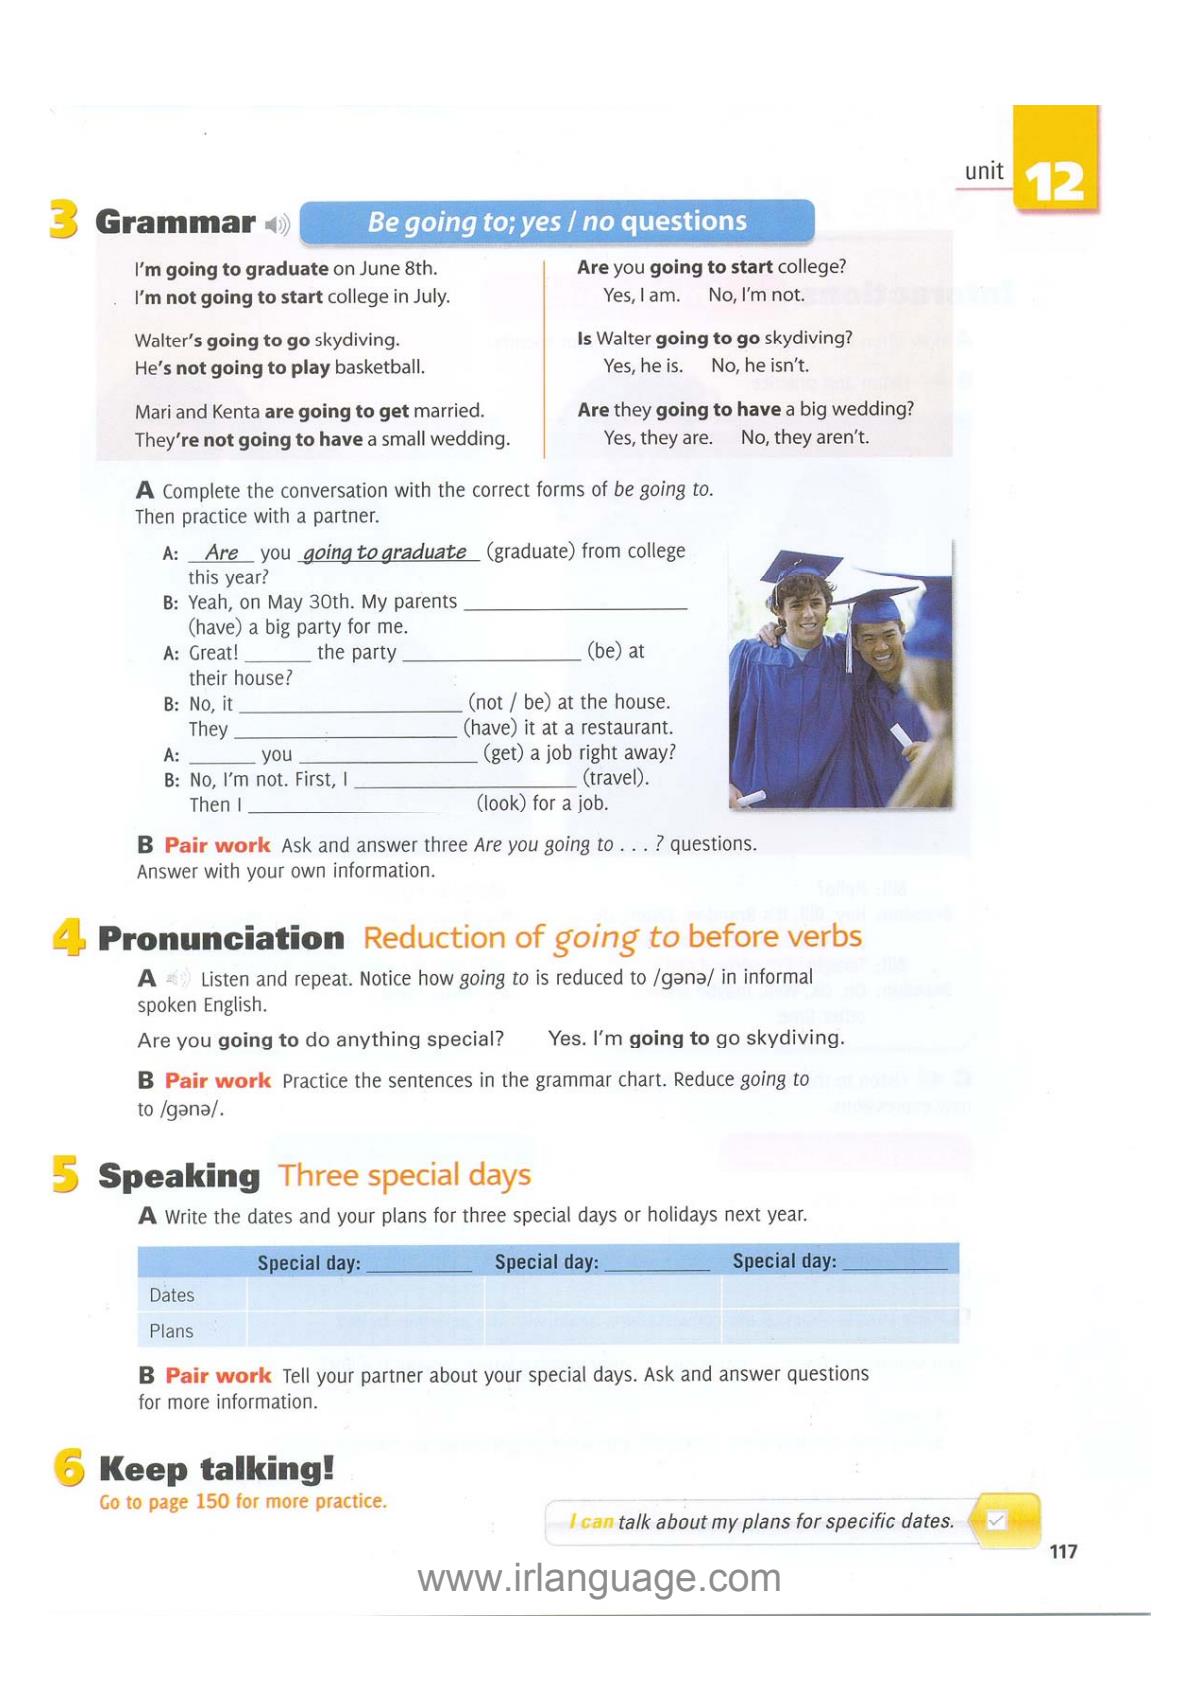 unit 12
3 Grammar Be going to; yes / no questions
I'm going to graduate on June 8th.
I'm not going to start college in July.
Walter's going to go skydiving.
He's not going to play basketball.
Mari and Kenta are going to get married.
They're not going to have a small wedding.
Are you going to start college?
Yes, I am. No, I'm not.
Is Walter going to go skydiving?
Yes, he is. No, he isn't.
Are they going to have a big wedding?
Yes, they are. No, they aren't.
A Complete the conversation with the correct forms of be going to.
Then practice with a partner.
A: Are you going to graduate (graduate) from college
this year?
B: Yeah, on May 30th. My parents ____________________
(have) a big party for me.
A: Great! ______ the party ________________ (be) at
their house?
B: No, it ____________________ (not / be) at the house.
They ____________________ (have) it at a restaurant.
A: ______ you ________________ (get) a job right away?
B: No, I'm not. First, I ____________________ (travel).
Then I ____________________ (look) for a job.
B Pair work Ask and answer three Are you going to . . . ? questions.
Answer with your own information.
4 Pronunciation Reduction of going to before verbs
A Listen and repeat. Notice how going to is reduced to /gənə/ in informal
spoken English.
Are you going to do anything special? Yes. I'm going to go skydiving.
B Pair work Practice the sentences in the grammar chart. Reduce going to
to /gənə/.
5 Speaking Three special days
A Write the dates and your plans for three special days or holidays next year.
Special day: __________ Special day: __________ Special day: __________
Dates
Plans
B Pair work Tell your partner about your special days. Ask and answer questions
for more information.
6 Keep talking!
Go to page 150 for more practice.
I can talk about my plans for specific dates.
117
www.irlanguage.com